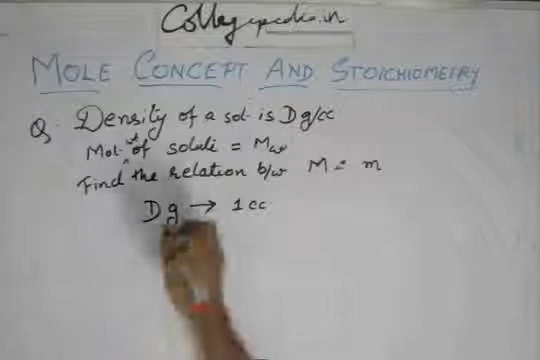 Collegepedia.in
MOLE CONCEPT AND STOICHIOMETRY
Q. Density of a sol. is D g/cc
Mol. wt of solute = Mw
Find the relation b/w M & m
D g → 1 cc